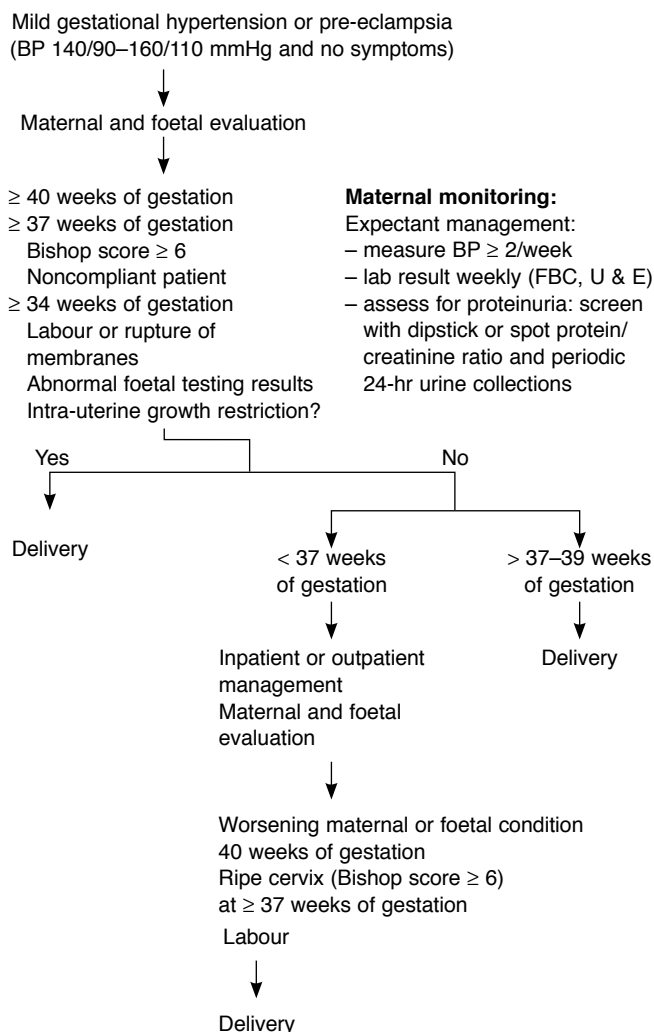 Mild gestational hypertension or pre-eclampsia
(BP 140/90–160/110 mmHg and no symptoms)
Maternal and foetal evaluation
≥ 40 weeks of gestation
≥ 37 weeks of gestation
Bishop score ≥ 6
Noncompliant patient
≥ 34 weeks of gestation
Labour or rupture of
membranes
Abnormal foetal testing results
Intra-uterine growth restriction?
Maternal monitoring:
Expectant management:
– measure BP ≥ 2/week
– lab result weekly (FBC, U & E)
– assess for proteinuria: screen
with dipstick or spot protein/
creatinine ratio and periodic
24-hr urine collections
Yes
No
Delivery
< 37 weeks
of gestation
> 37–39 weeks
of gestation
Inpatient or outpatient
management
Maternal and foetal
evaluation
Delivery
Worsening maternal or foetal condition
40 weeks of gestation
Ripe cervix (Bishop score ≥ 6)
at ≥ 37 weeks of gestation
Labour
Delivery